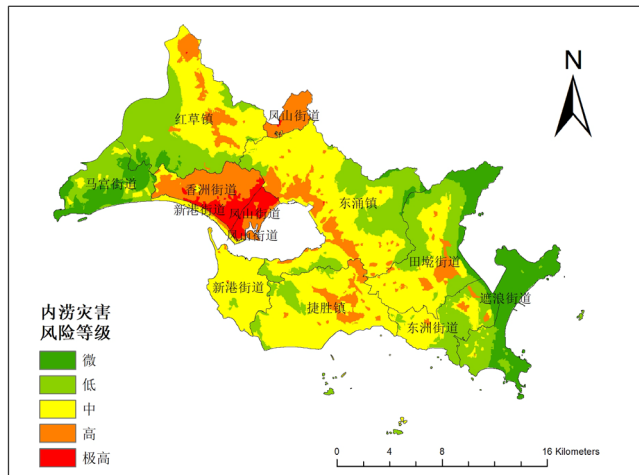 N
红草镇
凤山街道
马宫街道
香洲街道
新港街道
凤山街道
凤山街道
东涌镇
田墘街道
新港街道
捷胜镇
遮浪街道
东洲街道
内涝灾害
风险等级
微
低
中
高
极高
0 4 8 16 Kilometers